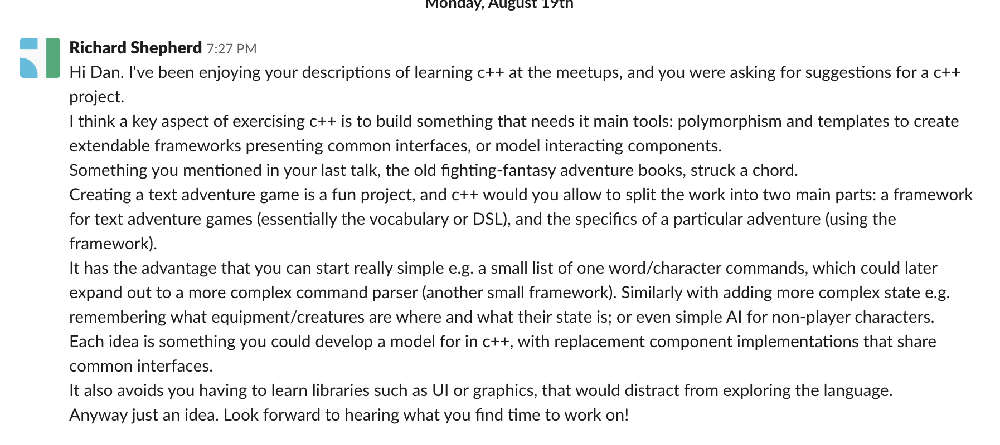 Monday, August 19th
Richard Shepherd 7:27 PM
Hi Dan. I've been enjoying your descriptions of learning c++ at the meetups, and you were asking for suggestions for a c++
project.
I think a key aspect of exercising c++ is to build something that needs it main tools: polymorphism and templates to create
extendable frameworks presenting common interfaces, or model interacting components.
Something you mentioned in your last talk, the old fighting-fantasy adventure books, struck a chord.
Creating a text adventure game is a fun project, and c++ would you allow to split the work into two main parts: a framework
for text adventure games (essentially the vocabulary or DSL), and the specifics of a particular adventure (using the
framework).
It has the advantage that you can start really simple e.g. a small list of one word/character commands, which could later
expand out to a more complex command parser (another small framework). Similarly with adding more complex state e.g.
remembering what equipment/creatures are where and what their state is; or even simple AI for non-player characters.
Each idea is something you could develop a model for in c++, with replacement component implementations that share
common interfaces.
It also avoids you having to learn libraries such as UI or graphics, that would distract from exploring the language.
Anyway just an idea. Look forward to hearing what you find time to work on!